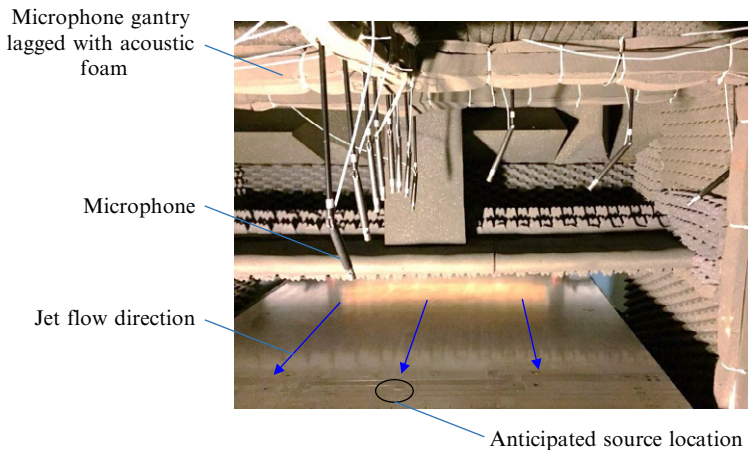 Microphone gantry
lagged with acoustic
foam
Microphone
Jet flow direction
Anticipated source location